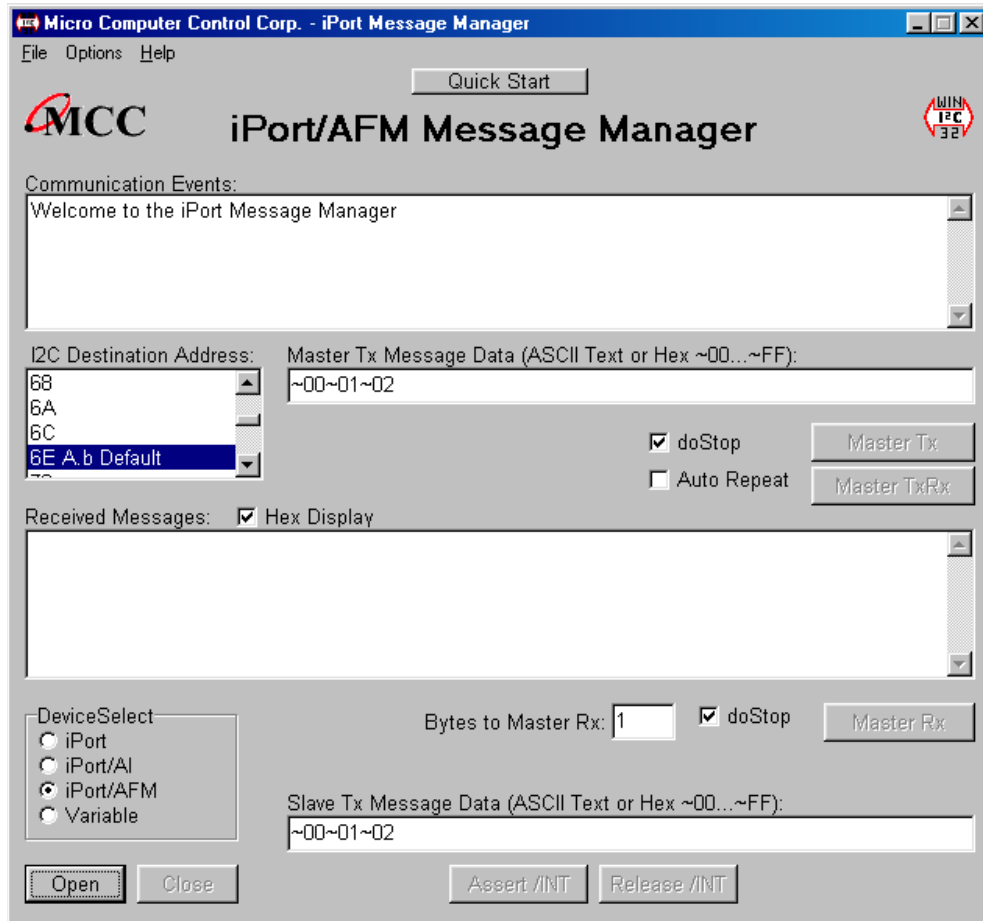 Micro Computer Control Corp. - iPort Message Manager
File Options Help
Quick Start
MCC
iPort/AFM Message Manager
WIN
I²C
32
Communication Events:
Welcome to the iPort Message Manager
I2C Destination Address:
Master Tx Message Data (ASCII Text or Hex ~00...~FF):
68
~00~01~02
6A
6C
6E A.b Default
doStop
Master Tx
Auto Repeat
Master TxRx
Received Messages:
Hex Display
DeviceSelect
iPort
iPort/AI
iPort/AFM
Variable
Bytes to Master Rx: 1
doStop
Master Rx
Slave Tx Message Data (ASCII Text or Hex ~00...~FF):
~00~01~02
Open
Close
Assert /INT
Release /INT